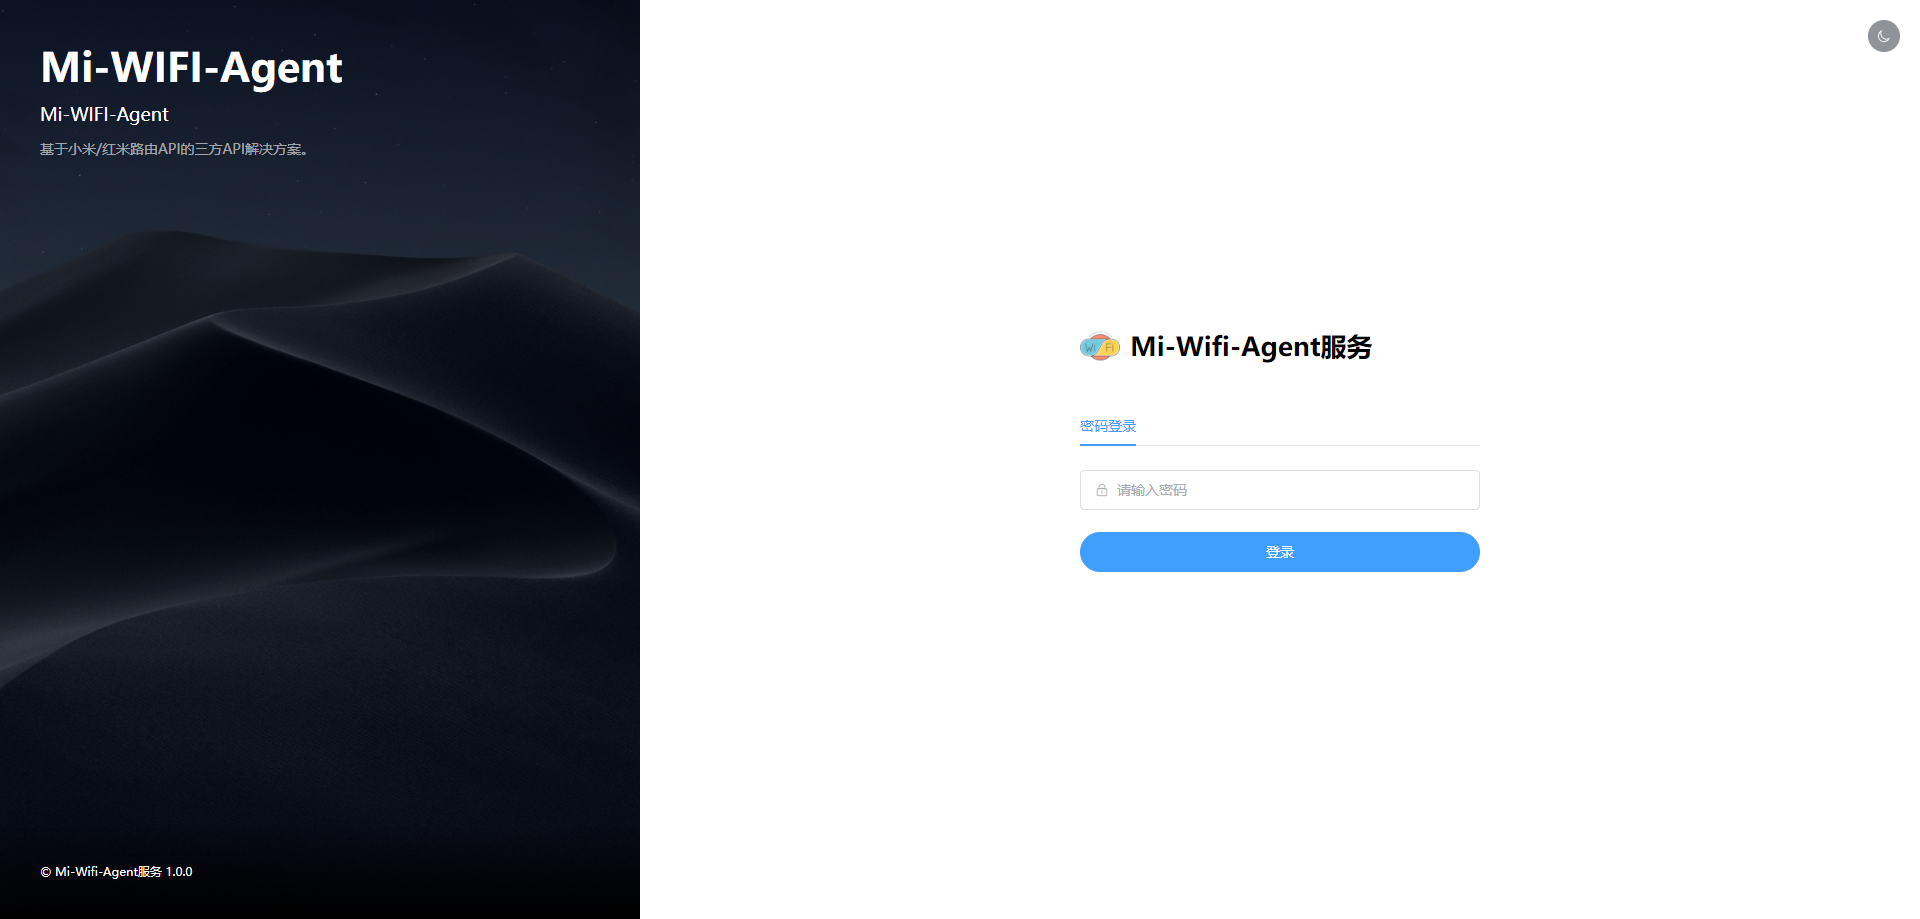 Mi-WIFI-Agent
Mi-WIFI-Agent
基于小米/红米路由API的三方API解决方案。
Wi Fi
Mi-Wifi-Agent服务
密码登录
请输入密码
登录
© Mi-Wifi-Agent服务 1.0.0